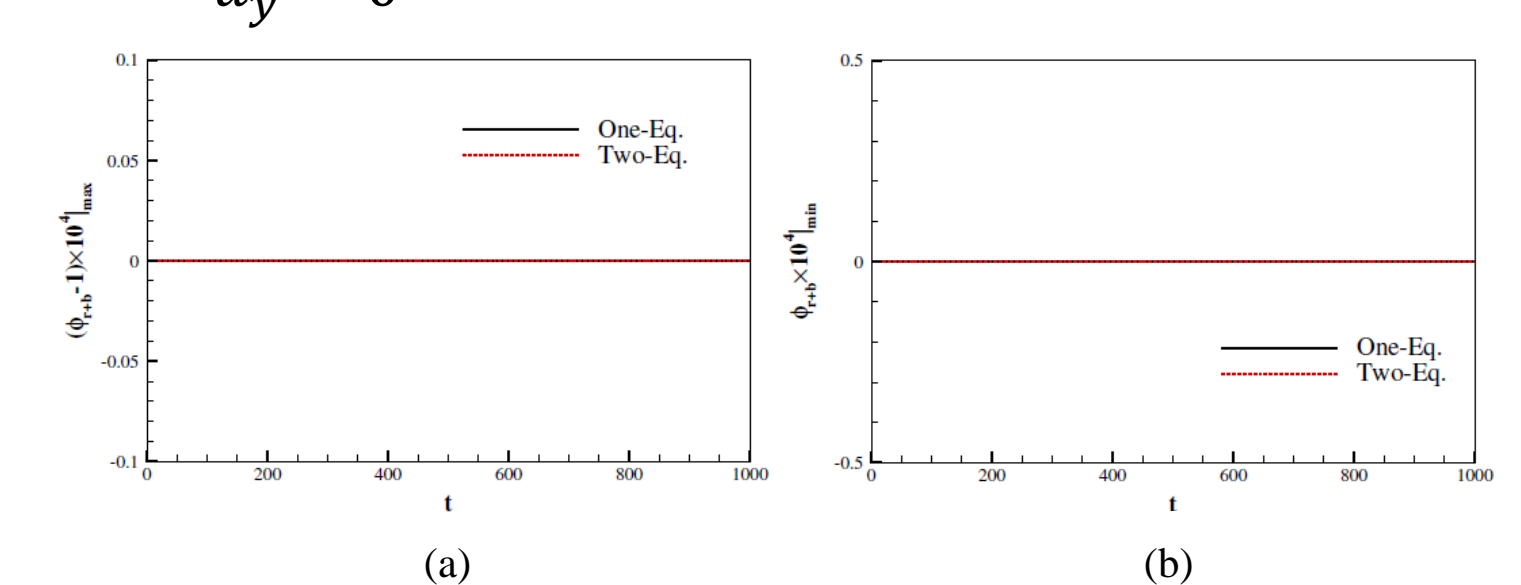 0.1
0.05
0
-0.05
-0.1
(ϕr+b-1)×10⁴|max
One-Eq.
Two-Eq.
0 200 400 600 800 1000
t
(a)
0.5
0
-0.5
ϕr+b×10⁴|min
One-Eq.
Two-Eq.
0 200 400 600 800 1000
t
(b)